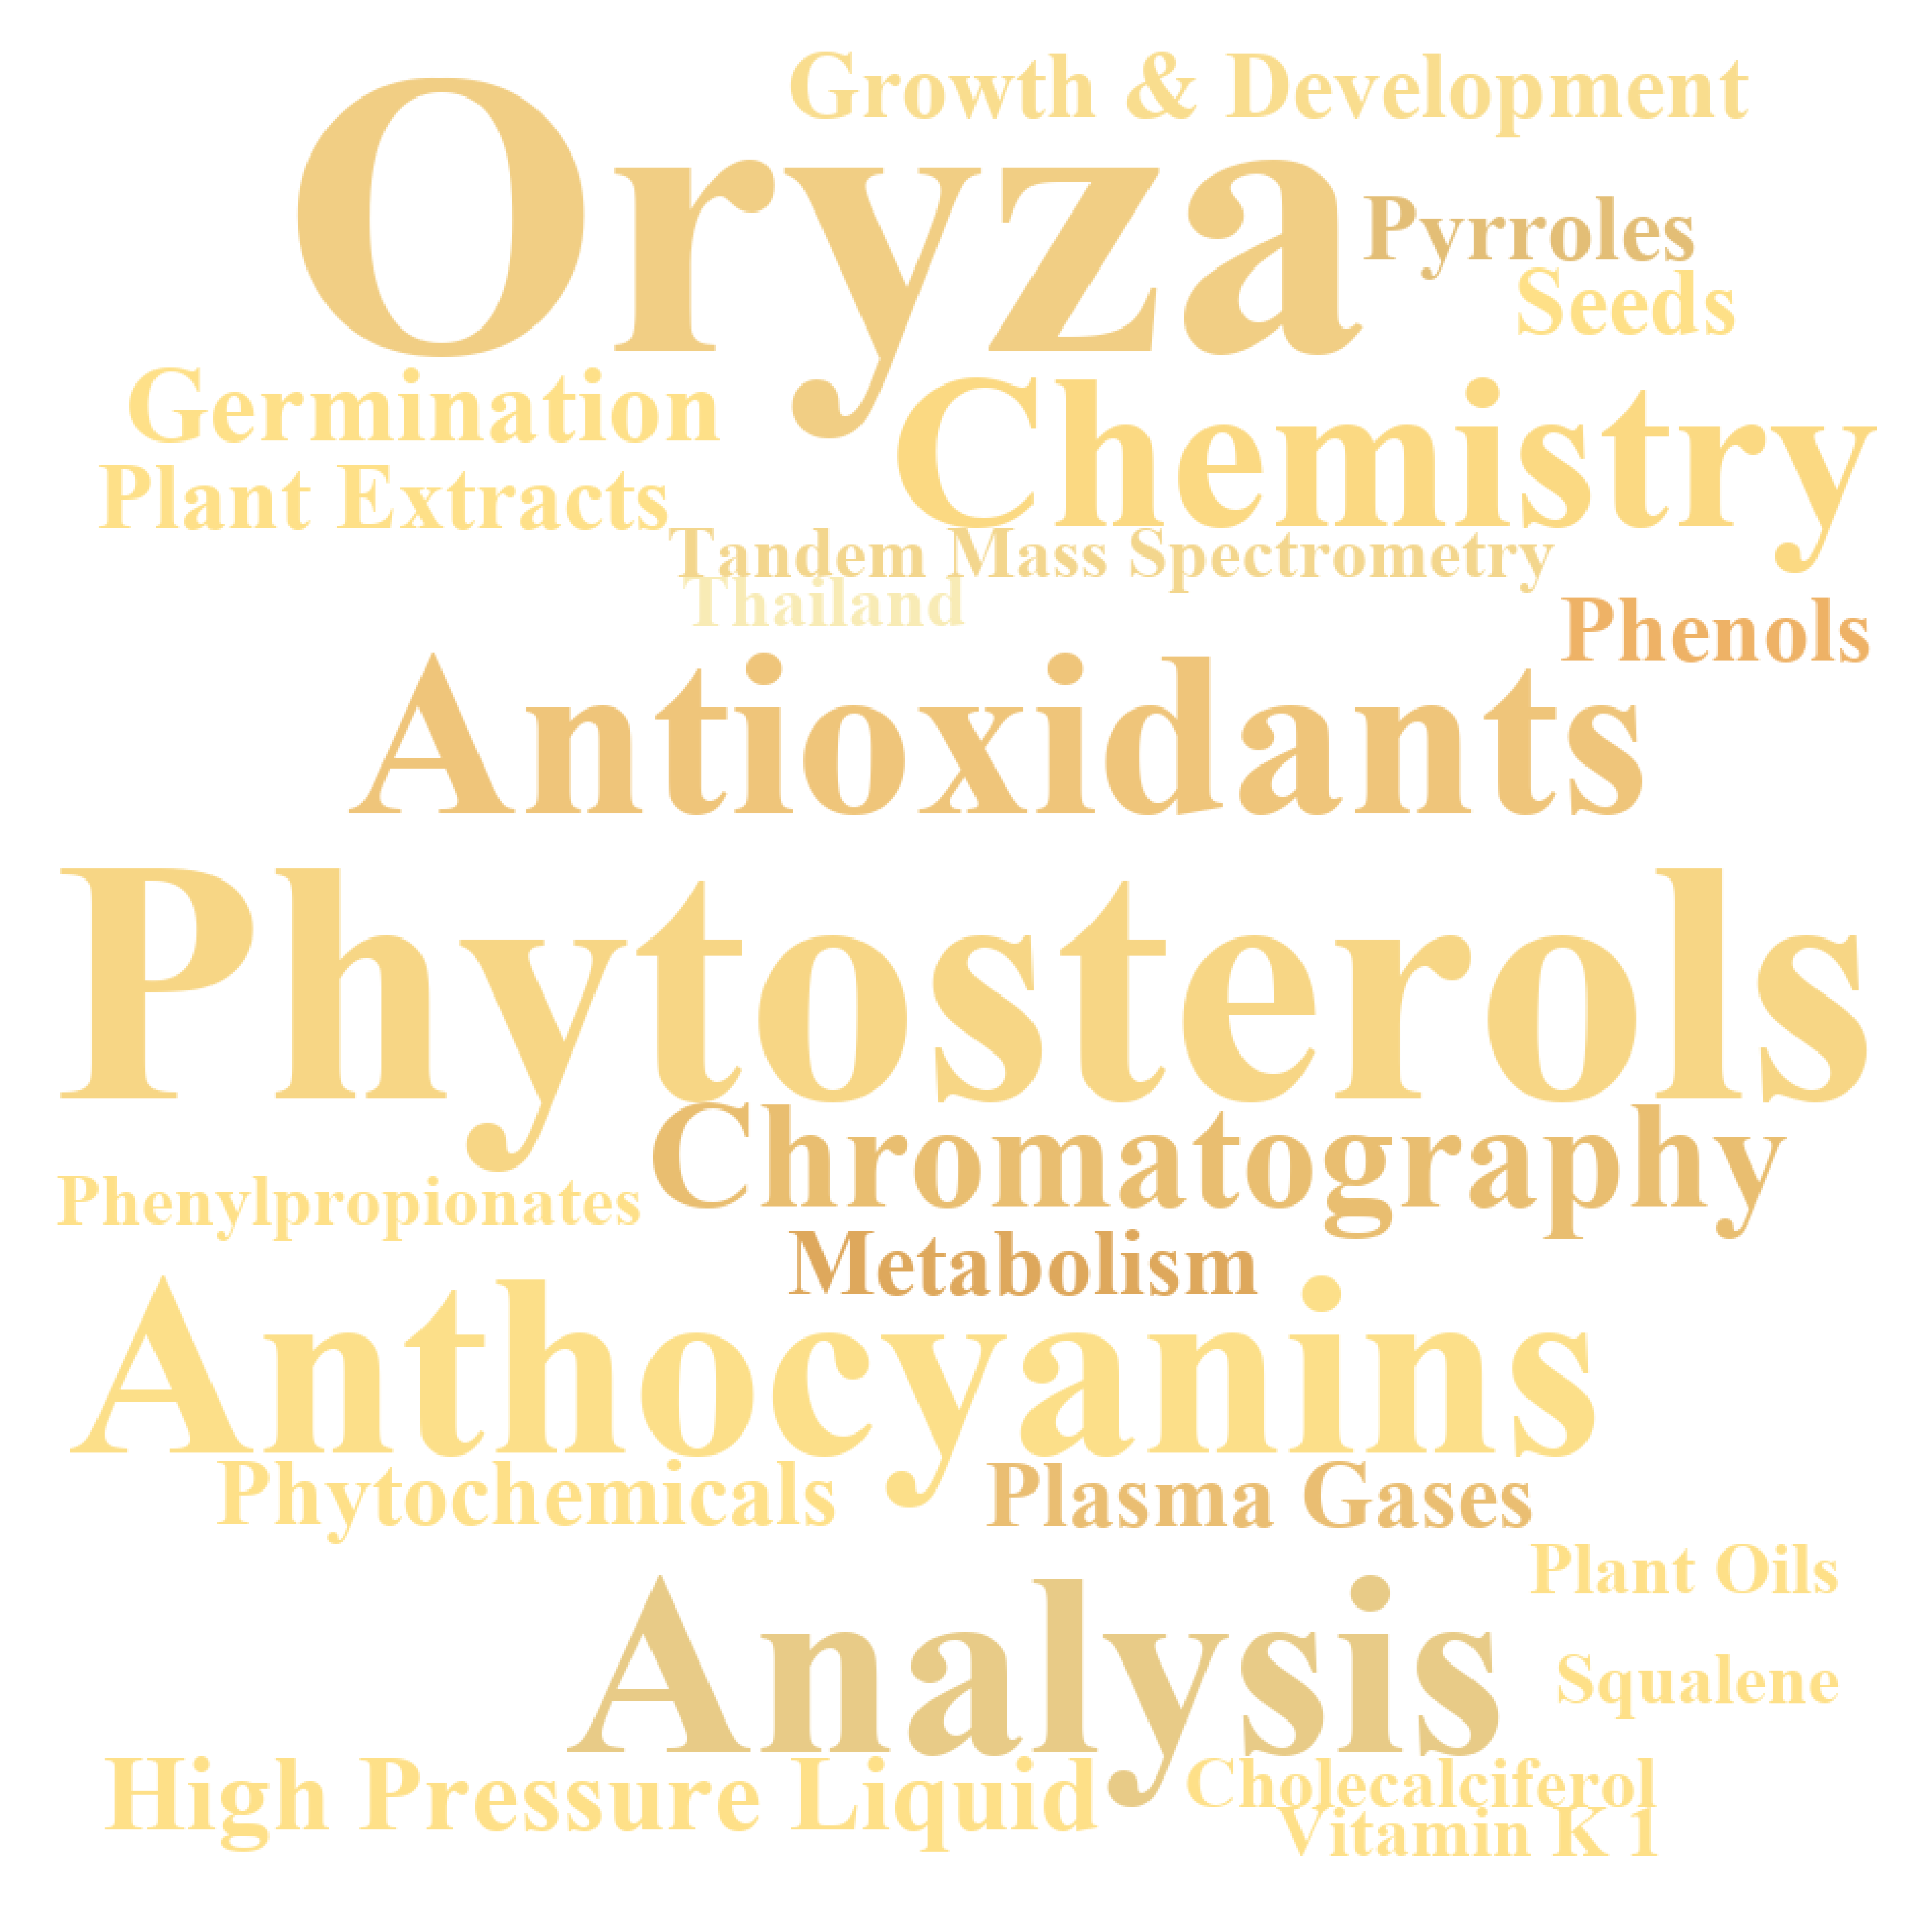 Growth & Development
Oryza
Pyrroles
Seeds
Germination
Chemistry
Plant Extracts
Tandem Mass Spectrometry
Thailand
Phenols
Antioxidants
Phytosterols
Chromatography
Phenylpropionates
Metabolism
Anthocyanins
Phytochemicals
Plasma Gases
Plant Oils
Analysis
Squalene
High Pressure Liquid
Cholecalciferol
Vitamin K 1